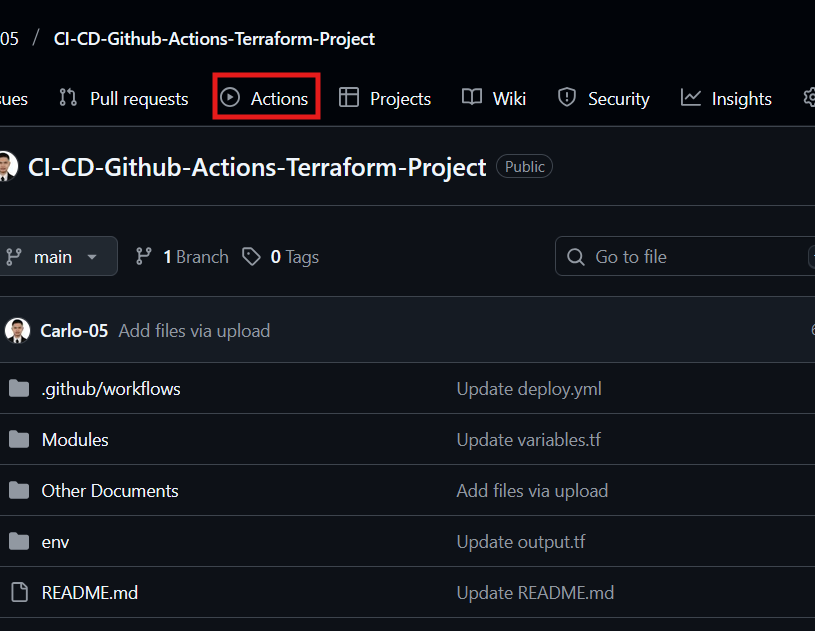 05 / CI-CD-Github-Actions-Terraform-Project
sues Pull requests Actions Projects Wiki Security Insights
CI-CD-Github-Actions-Terraform-Project Public
main 1 Branch 0 Tags Go to file
Carlo-05 Add files via upload
.github/workflows Update deploy.yml
Modules Update variables.tf
Other Documents Add files via upload
env Update output.tf
README.md Update README.md